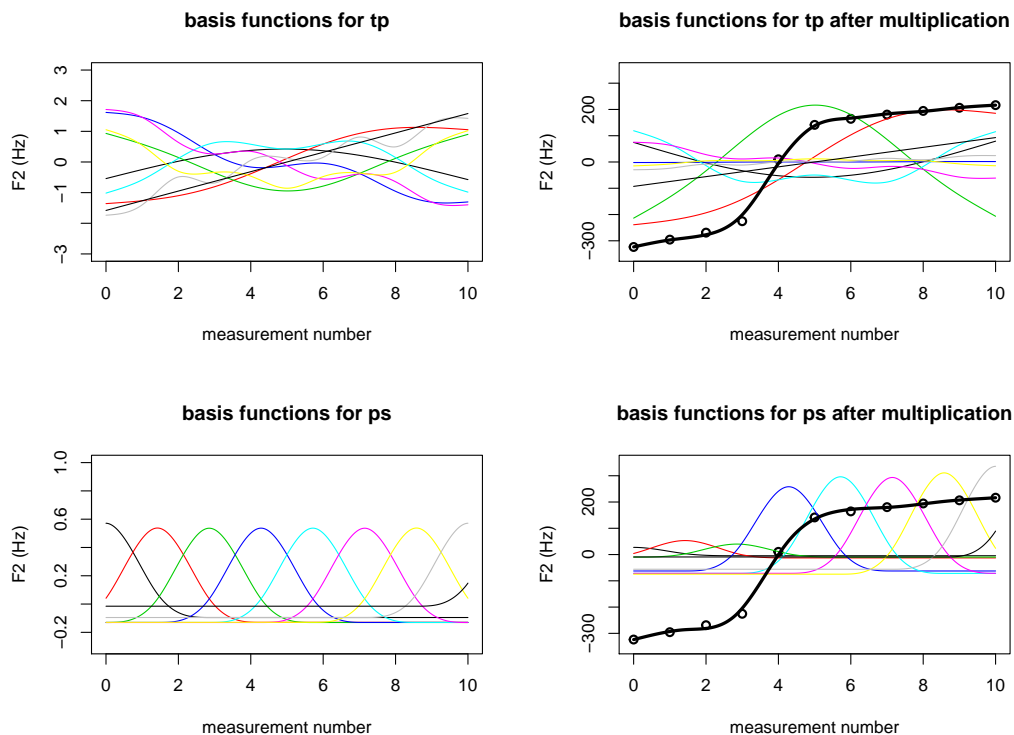 basis functions for tp
3
2
1
0
−1
−3
F2 (Hz)
0 2 4 6 8 10
measurement number
basis functions for tp after multiplication
200
0
−300
F2 (Hz)
0 2 4 6 8 10
measurement number
basis functions for ps
1.0
0.6
0.2
−0.2
F2 (Hz)
0 2 4 6 8 10
measurement number
basis functions for ps after multiplication
200
0
−300
F2 (Hz)
0 2 4 6 8 10
measurement number